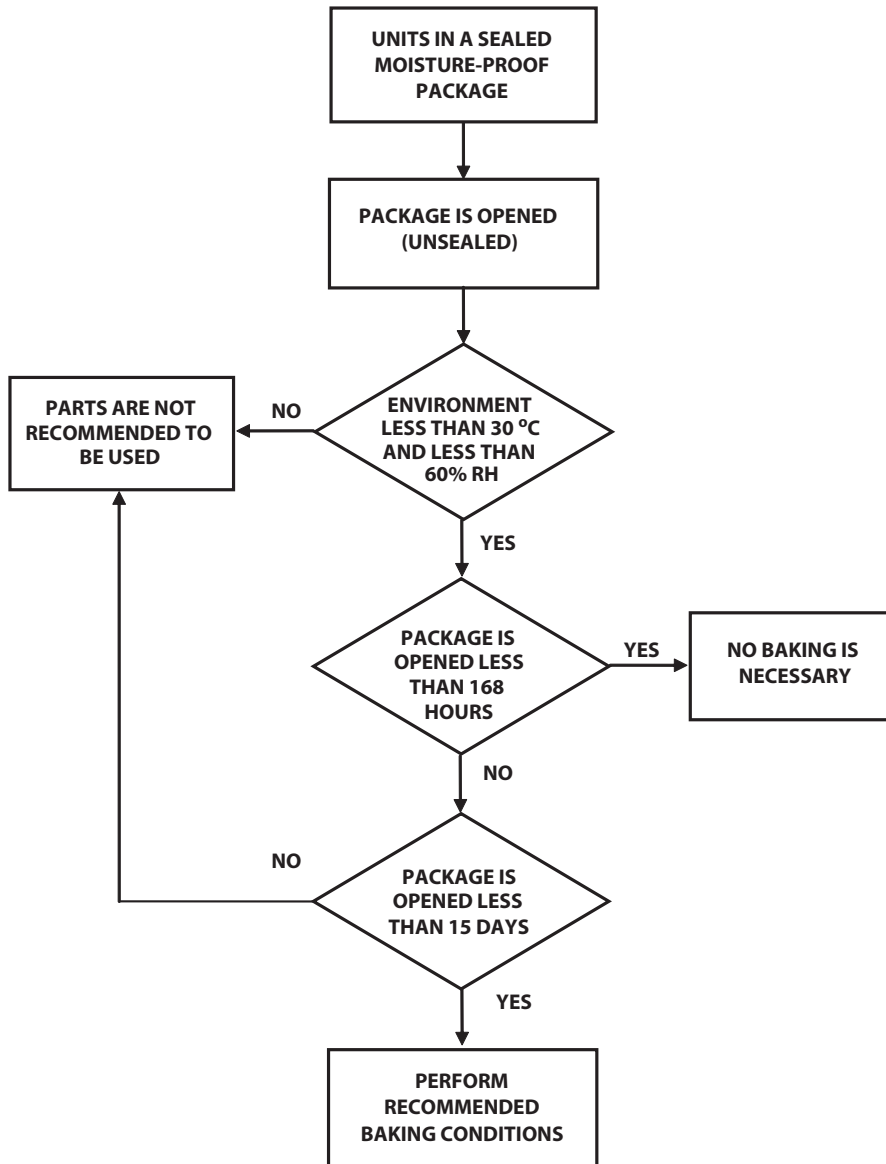 UNITS IN A SEALED
MOISTURE-PROOF
PACKAGE
PACKAGE IS OPENED
(UNSEALED)
ENVIRONMENT
LESS THAN 30 °C
AND LESS THAN
60% RH
NO
PARTS ARE NOT
RECOMMENDED TO
BE USED
YES
PACKAGE IS
OPENED LESS
THAN 168
HOURS
YES
NO BAKING IS
NECESSARY
NO
PACKAGE IS
OPENED LESS
THAN 15 DAYS
NO
YES
PERFORM
RECOMMENDED
BAKING CONDITIONS